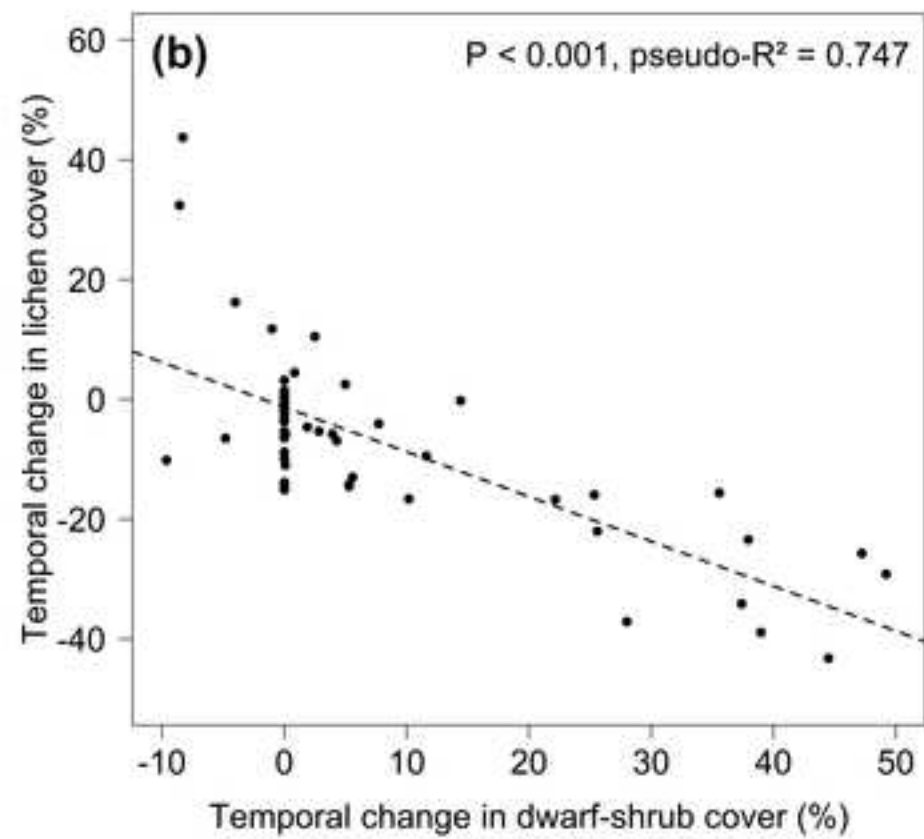 (b)
P < 0.001, pseudo-R² = 0.747
Temporal change in lichen cover (%)
60
40
20
0
-20
-40
-10 0 10 20 30 40 50
Temporal change in dwarf-shrub cover (%)